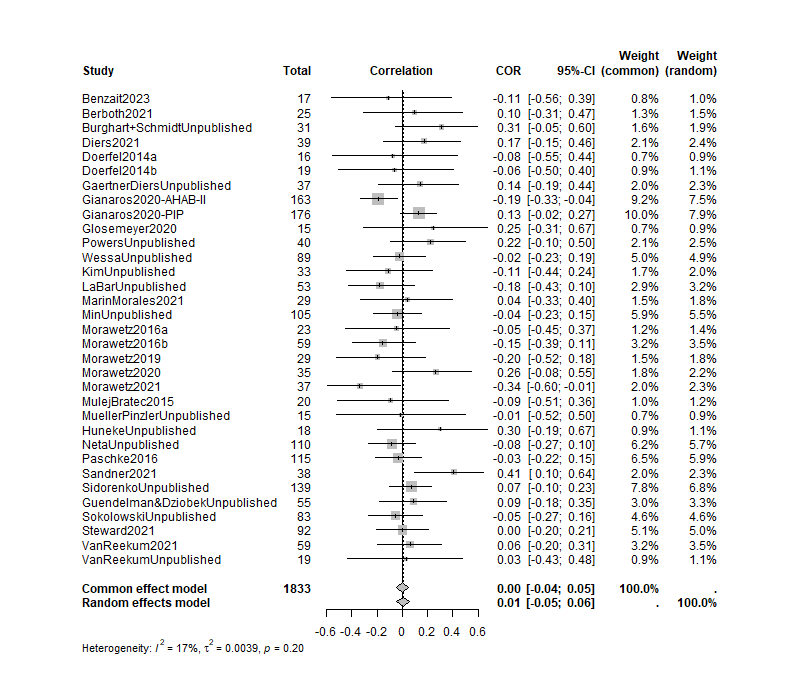 Weight Weight
Study Total Correlation COR 95%-CI (common) (random)
Benzait2023 17 -0.11 [-0.56; 0.39] 0.8% 1.0%
Berboth2021 25 0.10 [-0.31; 0.47] 1.3% 1.5%
Burghart+SchmidtUnpublished 31 0.31 [-0.05; 0.60] 1.6% 1.9%
Diers2021 39 0.17 [-0.15; 0.46] 2.1% 2.4%
Doerfel2014a 16 -0.08 [-0.55; 0.44] 0.7% 0.9%
Doerfel2014b 19 -0.06 [-0.50; 0.40] 0.9% 1.1%
GaertnerDiersUnpublished 37 0.14 [-0.19; 0.44] 2.0% 2.3%
Gianaros2020-AHAB-II 163 -0.19 [-0.33; -0.04] 9.2% 7.5%
Gianaros2020-PIP 176 0.13 [-0.02; 0.27] 10.0% 7.9%
Glosemeyer2020 15 0.25 [-0.31; 0.67] 0.7% 0.9%
PowersUnpublished 40 0.22 [-0.10; 0.50] 2.1% 2.5%
WessaUnpublished 89 -0.02 [-0.23; 0.19] 5.0% 4.9%
KimUnpublished 33 -0.11 [-0.44; 0.24] 1.7% 2.0%
LaBarUnpublished 53 -0.18 [-0.43; 0.10] 2.9% 3.2%
MarinMorales2021 29 0.04 [-0.33; 0.40] 1.5% 1.8%
MinUnpublished 105 -0.04 [-0.23; 0.15] 5.9% 5.5%
Morawetz2016a 23 -0.05 [-0.45; 0.37] 1.2% 1.4%
Morawetz2016b 59 -0.15 [-0.39; 0.11] 3.2% 3.5%
Morawetz2019 29 -0.20 [-0.52; 0.18] 1.5% 1.8%
Morawetz2020 35 0.26 [-0.08; 0.55] 1.8% 2.2%
Morawetz2021 37 -0.34 [-0.60; -0.01] 2.0% 2.3%
MulejBratec2015 20 -0.09 [-0.51; 0.36] 1.0% 1.2%
MuellerPinzlerUnpublished 15 -0.01 [-0.52; 0.50] 0.7% 0.9%
HunekeUnpublished 18 0.30 [-0.19; 0.67] 0.9% 1.1%
NetaUnpublished 110 -0.08 [-0.27; 0.10] 6.2% 5.7%
Paschke2016 115 -0.03 [-0.22; 0.15] 6.5% 5.9%
Sandner2021 38 0.41 [ 0.10; 0.64] 2.0% 2.3%
SidorenkoUnpublished 139 0.07 [-0.10; 0.23] 7.8% 6.8%
Guendelman&DziobekUnpublished 55 0.09 [-0.18; 0.35] 3.0% 3.3%
SokolowskiUnpublished 83 -0.05 [-0.27; 0.16] 4.6% 4.6%
Steward2021 92 0.00 [-0.20; 0.21] 5.1% 5.0%
VanReekum2021 59 0.06 [-0.20; 0.31] 3.2% 3.5%
VanReekumUnpublished 19 0.03 [-0.43; 0.48] 0.9% 1.1%
Common effect model 1833 0.00 [-0.04; 0.05] 100.0% .
Random effects model 0.01 [-0.05; 0.06] . 100.0%
-0.6 -0.4 -0.2 0 0.2 0.4 0.6
Heterogeneity: I² = 17%, τ² = 0.0039, p = 0.20